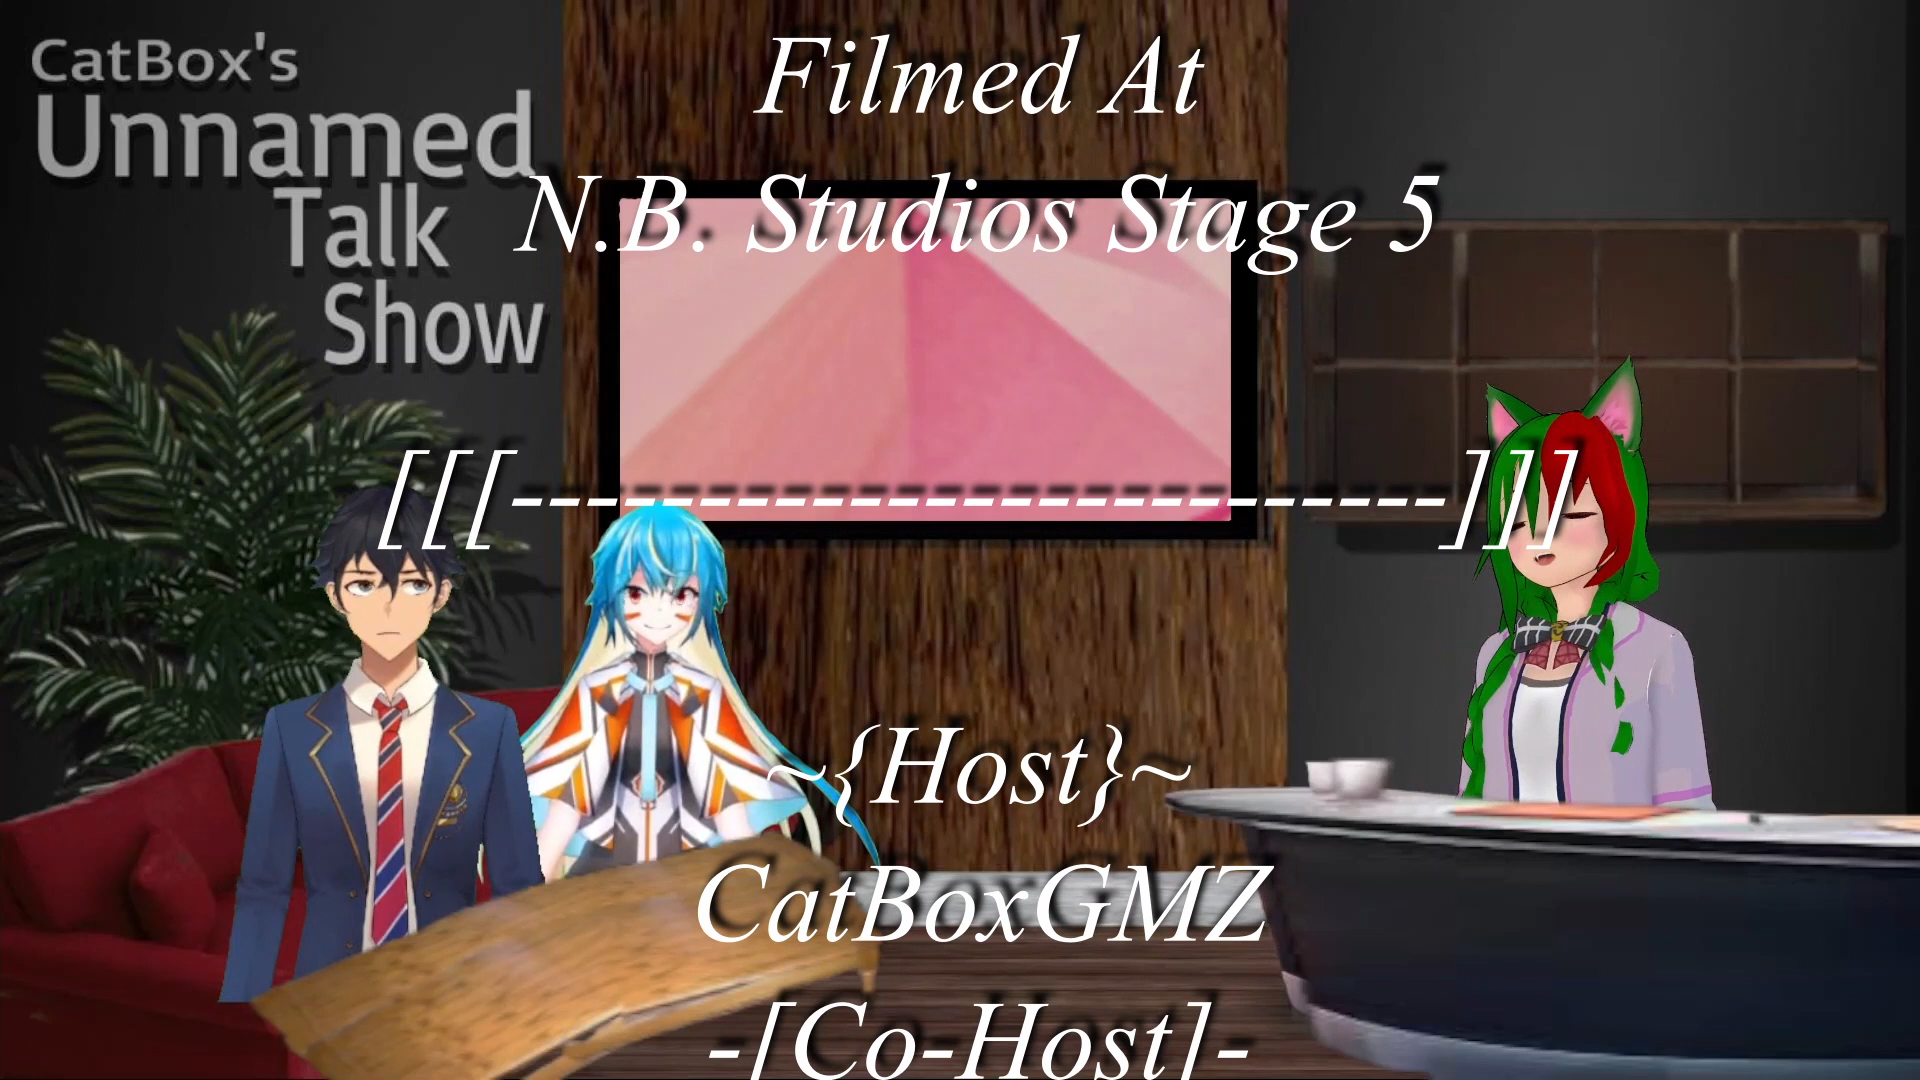 CatBox's
Unnamed
Talk
Show
Filmed At
N.B. Studios Stage 5
[[[--------------------------]]]
~{Host}~
CatBoxGMZ
-[Co-Host]-